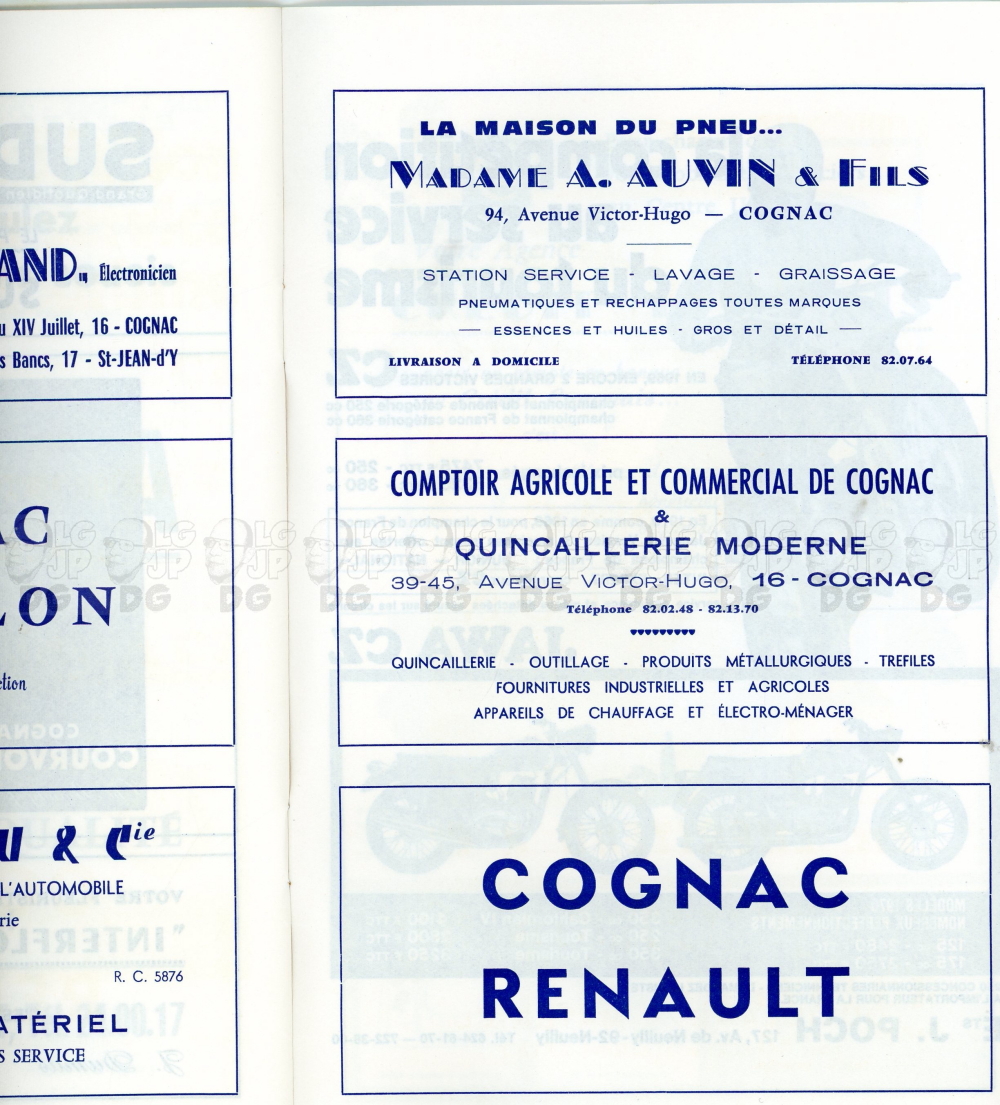 AND„ Électronicien
XIV Juillet, 16 - COGNAC
Bancs, 17 - St-JEAN-d'Y
AC
LON
U & Cie
L'AUTOMOBILE
R. C. 5876
SERVICE
LA MAISON DU PNEU...
MADAME A. AUVIN & FILS
94, Avenue Victor-Hugo — COGNAC
STATION SERVICE - LAVAGE - GRAISSAGE
PNEUMATIQUES ET RECHAPPAGES TOUTES MARQUES
— ESSENCES ET HUILES - GROS ET DÉTAIL —
LIVRAISON A DOMICILE TÉLÉPHONE 82.07.64
COMPTOIR AGRICOLE ET COMMERCIAL DE COGNAC
&
QUINCAILLERIE MODERNE
39-45, AVENUE VICTOR-HUGO, 16 - COGNAC
Téléphone 82.02.48 - 82.13.70
QUINCAILLERIE - OUTILLAGE - PRODUITS MÉTALLURGIQUES - TREFILES
FOURNITURES INDUSTRIELLES ET AGRICOLES
APPAREILS DE CHAUFFAGE ET ÉLECTRO-MÉNAGER
COGNAC
RENAULT
LG JP DG